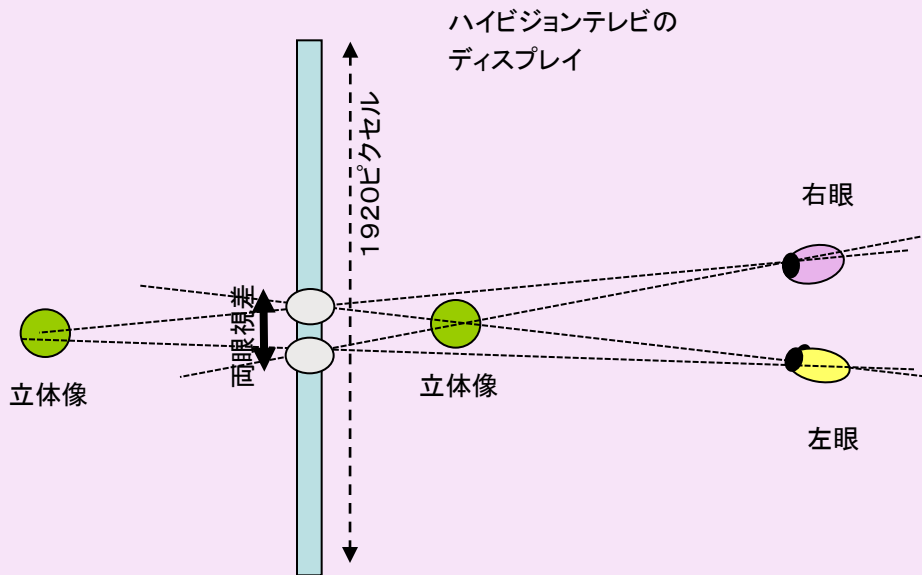 ハイビジョンテレビの
ディスプレイ
1920ピクセル
右眼
両眼視差
立体像
立体像
左眼